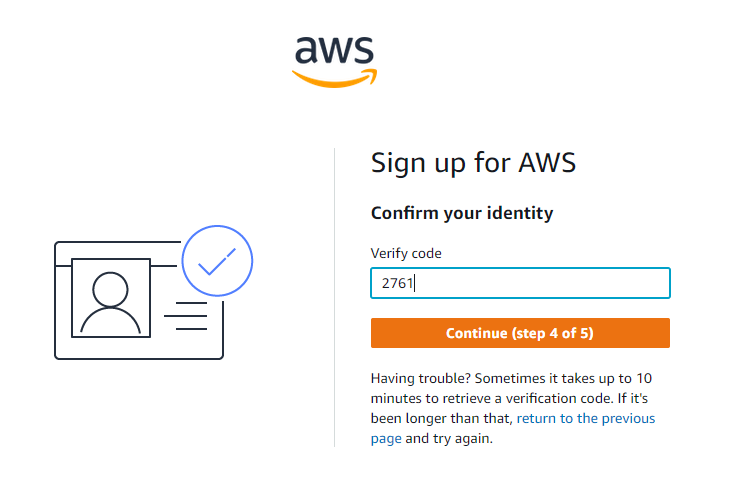 aws
Sign up for AWS
Confirm your identity
Verify code
2761
Continue (step 4 of 5)
Having trouble? Sometimes it takes up to 10
minutes to retrieve a verification code. If it's
been longer than that, return to the previous
page and try again.